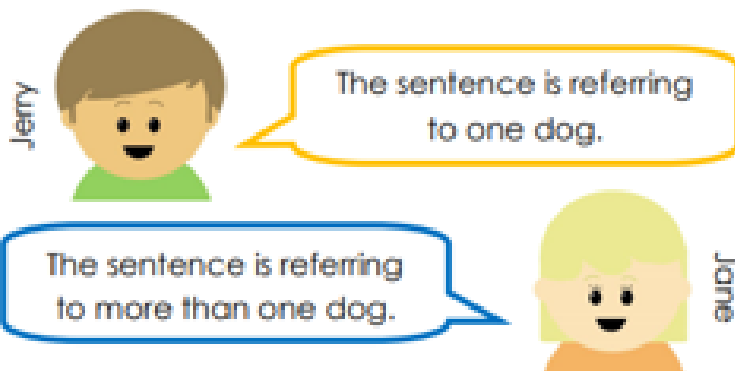 Jerry
The sentence is referring
to one dog.
The sentence is referring
to more than one dog.
Jane